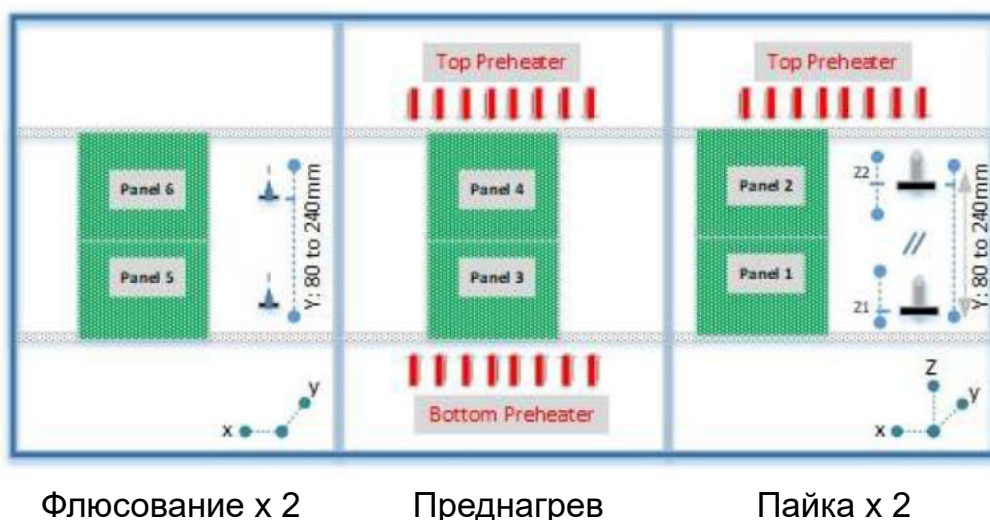 Top Preheater
Top Preheater
Panel 6
Panel 4
Panel 2
Z2
Y: 80 to 240mm
Y: 80 to 240mm
Panel 5
Panel 3
Panel 1
Z1
Bottom Preheater
x
y
x
y
Z
Флюсование x 2
Преднагрев
Пайка x 2